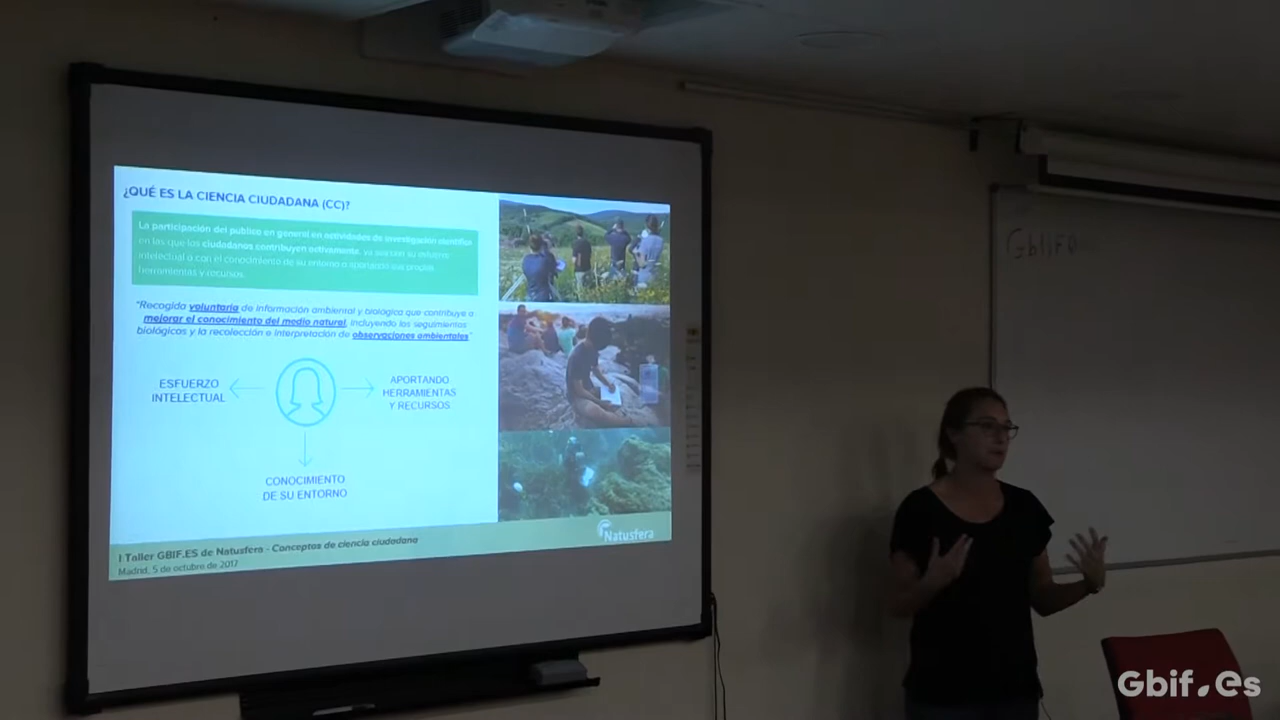 ¿QUÉ ES LA CIENCIA CIUDADANA (CC)?
La participación del público en general en actividades de investigación científica
en las que los ciudadanos contribuyen activamente, ya sea con su esfuerzo
intelectual o con el conocimiento de su entorno o aportando sus propias
herramientas y recursos.
"Recogida voluntaria de información ambiental y biológica que contribuye a
mejorar el conocimiento del medio natural, incluyendo los seguimientos
biológicos y la recolección e interpretación de observaciones ambientales"
ESFUERZO
INTELECTUAL
APORTANDO
HERRAMIENTAS
Y RECURSOS
CONOCIMIENTO
DE SU ENTORNO
I Taller GBIF.ES de Natusfera - Conceptos de ciencia ciudadana
Madrid, 5 de octubre de 2017
Natusfera
Gbif.es